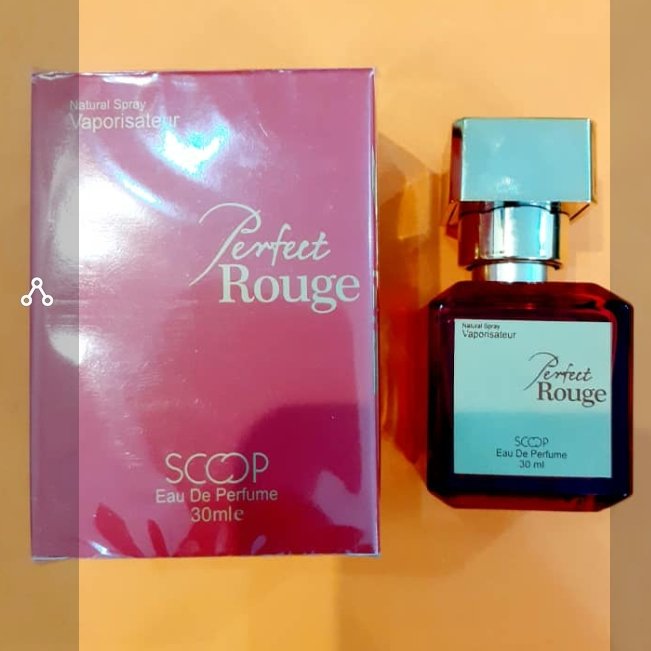 Natural Spray
Vaporisateur
Perfect
Rouge
SCOOP
Eau De Perfume
30ml e
Natural Spray
Vaporisateur
Perfect
Rouge
SCOOP
Eau De Perfume
30 ml